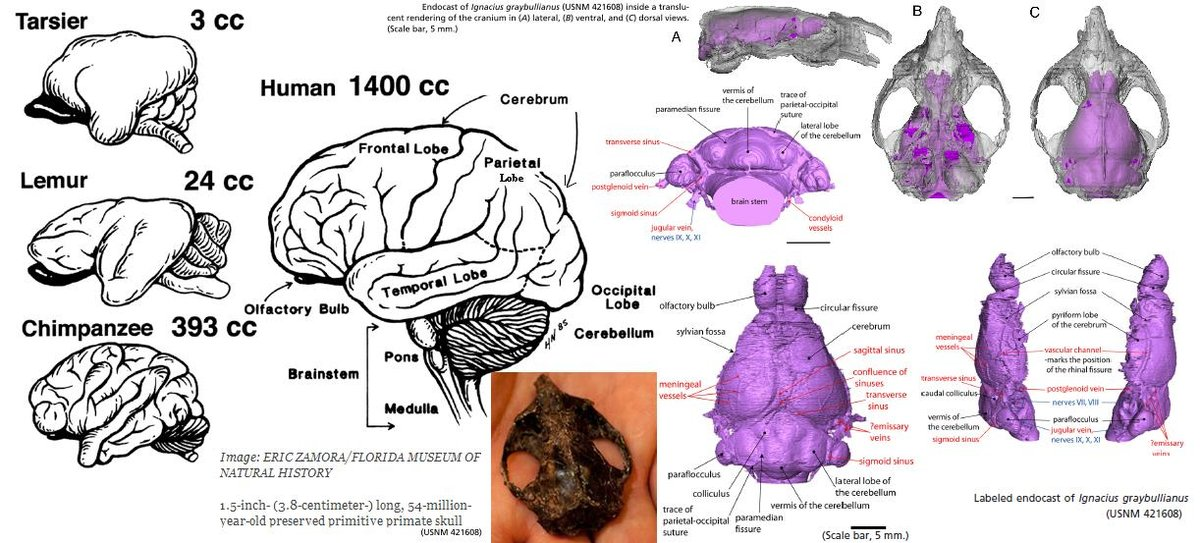 Tarsier 3 cc
Lemur 24 cc
Chimpanzee 393 cc
Human 1400 cc
Cerebrum
Frontal Lobe
Parietal
Lobe
Temporal Lobe
Olfactory Bulb
Occipital
Lobe
Cerebellum
HN 85
Pons
Brainstem
Medulla
Image: ERIC ZAMORA/FLORIDA MUSEUM OF
NATURAL HISTORY
1.5-inch- (3.8-centimeter-) long, 54-million-
year-old preserved primitive primate skull
(USNM 421608)
Endocast of Ignacius graybullianus (USNM 421608) inside a translu-
cent rendering of the cranium in (A) lateral, (B) ventral, and (C) dorsal views.
(Scale bar, 5 mm.)
A
B
C
vermis of
the cerebellum
trace of
parietal-occipital
suture
paramedian fissure
lateral lobe
of the cerebellum
transverse sinus
paraflocculus
postglenoid vein
brain stem
sigmoid sinus
condyloid
vessels
jugular vein,
nerves IX, X, XI
olfactory bulb
circular fissure
sylvian fossa
cerebrum
sagittal sinus
confluence of
sinuses
meningeal
vessels
transverse
sinus
?emissary
veins
sigmoid sinus
paraflocculus
colliculus
lateral lobe of
the cerebellum
vermis of the cerebellum
trace of
parietal-occipital
suture
paramedian
fissure
(Scale bar, 5 mm.)
olfactory bulb
circular fissure
sylvian fossa
pyriform lobe
of the cerebrum
meningeal
vessels
vascular channel
-marks the position
of the rhinal fissure
transverse sinus
postglenoid vein
caudal colliculus
nerves VII, VIII
vermis of
the cerebellum
paraflocculus
sigmoid sinus
jugular vein,
nerves IX, X, XI
?emissary
veins
Labeled endocast of Ignacius graybullianus
(USNM 421608)